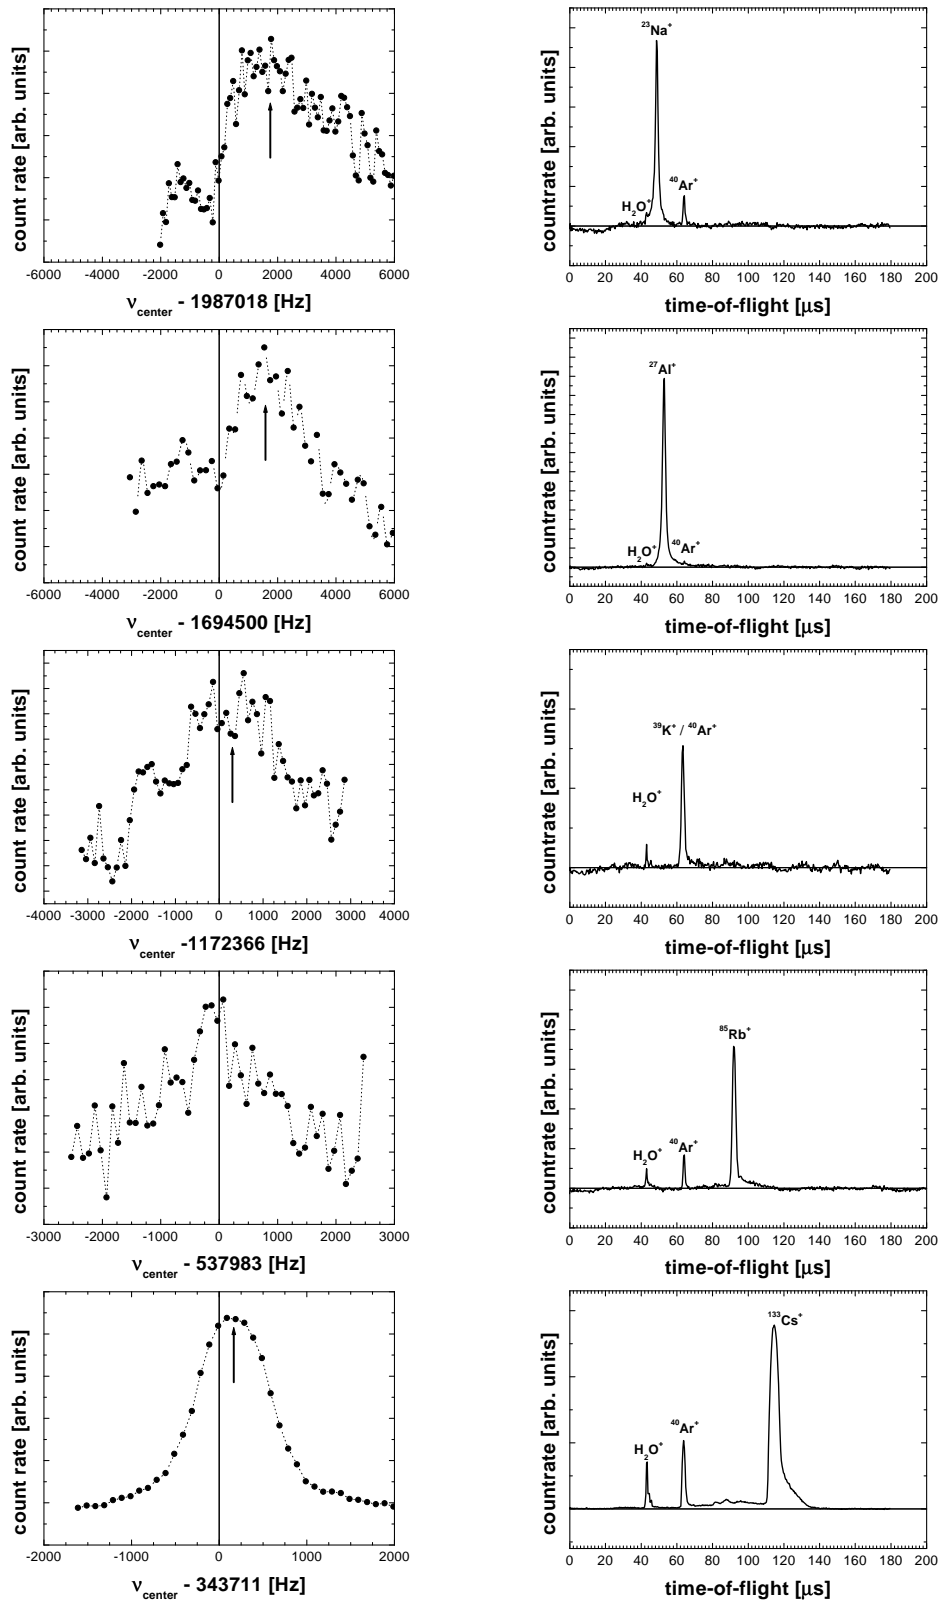 count rate [arb. units]
-6000 -4000 -2000 0 2000 4000 6000
ν_center - 1987018 [Hz]
countrate [arb. units]
²³Na⁺
⁴⁰Ar⁺
H₂O⁺
0 20 40 60 80 100 120 140 160 180 200
time-of-flight [μs]
count rate [arb. units]
-6000 -4000 -2000 0 2000 4000 6000
ν_center - 1694500 [Hz]
countrate [arb. units]
²⁷Al⁺
H₂O⁺ ⁴⁰Ar⁺
0 20 40 60 80 100 120 140 160 180 200
time-of-flight [μs]
count rate [arb. units]
-4000 -3000 -2000 -1000 0 1000 2000 3000 4000
ν_center -1172366 [Hz]
countrate [arb. units]
³⁹K⁺ / ⁴⁰Ar⁺
H₂O⁺
0 20 40 60 80 100 120 140 160 180 200
time-of-flight [μs]
count rate [arb. units]
-3000 -2000 -1000 0 1000 2000 3000
ν_center - 537983 [Hz]
countrate [arb. units]
⁸⁵Rb⁺
H₂O⁺ ⁴⁰Ar⁺
0 20 40 60 80 100 120 140 160 180 200
time-of-flight [μs]
count rate [arb. units]
-2000 -1000 0 1000 2000
ν_center - 343711 [Hz]
countrate [arb. units]
¹³³Cs⁺
⁴⁰Ar⁺
H₂O⁺
0 20 40 60 80 100 120 140 160 180 200
time-of-flight [μs]